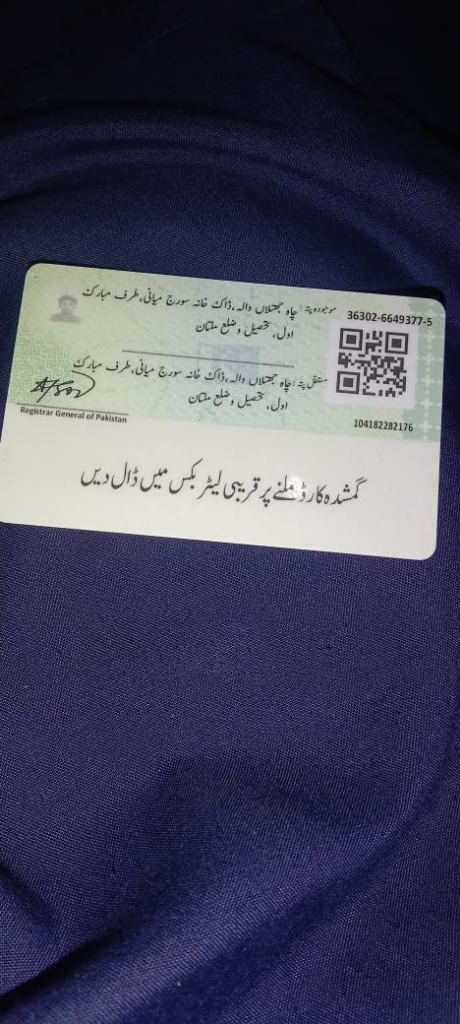 36302-6649377-5
موجودہ پتہ: چاہ جھتلاں والہ، ڈاک خانہ سورج میانی، طرف مبارک
اول، تحصیل و ضلع ملتان
مستقل پتہ: چاہ جھتلاں والہ، ڈاک خانہ سورج میانی، طرف مبارک
اول، تحصیل و ضلع ملتان
Registrar General of Pakistan
104182282176
گمشدہ کارڈ ملنے پر قریبی لیٹر بکس میں ڈال دیں